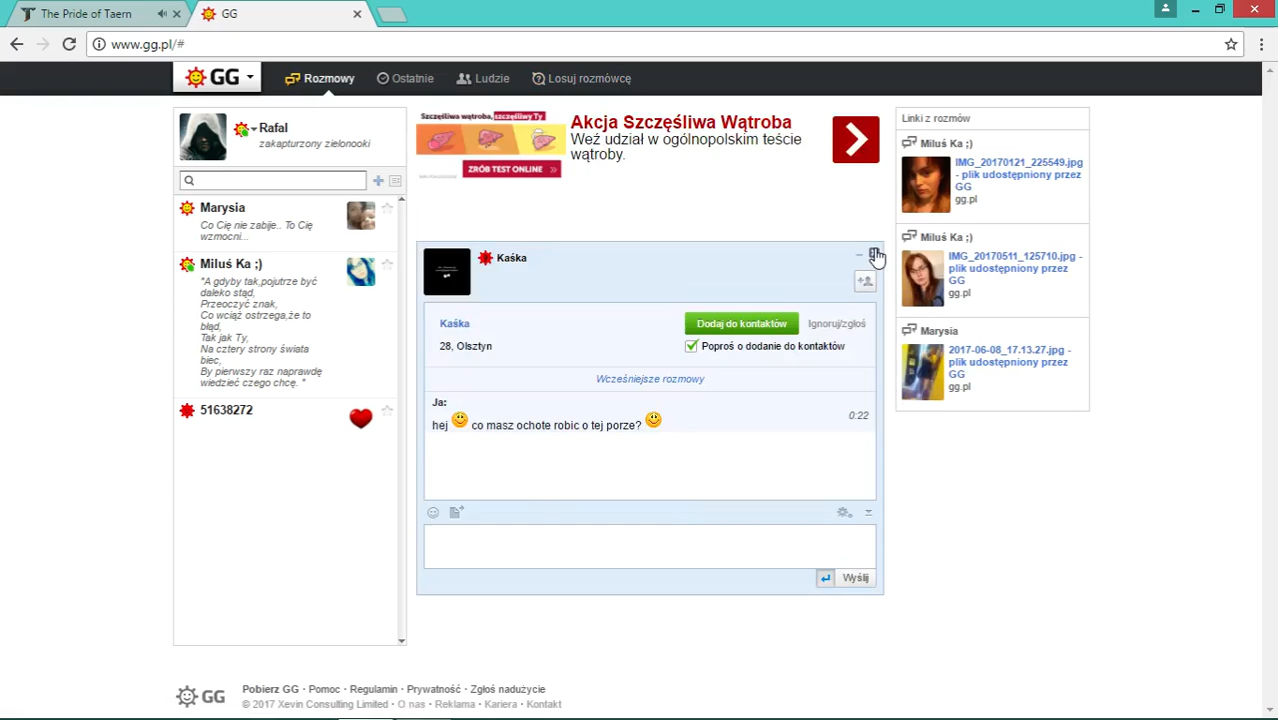 The Pride of Taern
GG
www.gg.pl/#
GG
Rozmowy
Ostatnie
Ludzie
Losuj rozmówcę
Rafal
zakapturzony zielonooki
Marysia
Co Cię nie zabije.. To Cię
wzmocni...
Miluś Ka ;)
"A gdyby tak,pojutrze być
daleko stąd,
Przeoczyć znak,
Co wciąż ostrzega,że to
błąd,
Tak jak Ty,
Na cztery strony świata
biec,
By pierwszy raz naprawdę
wiedzieć czego chcę. "
51638272
Szczęśliwa wątroba, szczęśliwy Ty
ZRÓB TEST ONLINE »
Akcja Szczęśliwa Wątroba
Weź udział w ogólnopolskim teście
wątroby.
Kaśka
Kaśka
Dodaj do kontaktów
Ignoruj/zgłoś
28, Olsztyn
Poproś o dodanie do kontaktów
Wcześniejsze rozmowy
Ja:
hej co masz ochote robic o tej porze?
0:22
Wyślij
Linki z rozmów
Miluś Ka ;)
IMG_20170121_225549.jpg
- plik udostępniony przez
GG
gg.pl
Miluś Ka ;)
IMG_20170511_125710.jpg -
plik udostępniony przez
GG
gg.pl
Marysia
2017-06-08_17.13.27.jpg -
plik udostępniony przez
GG
gg.pl
GG
Pobierz GG · Pomoc · Regulamin · Prywatność · Zgłoś nadużycie
© 2017 Xevin Consulting Limited · O nas · Reklama · Kariera · Kontakt